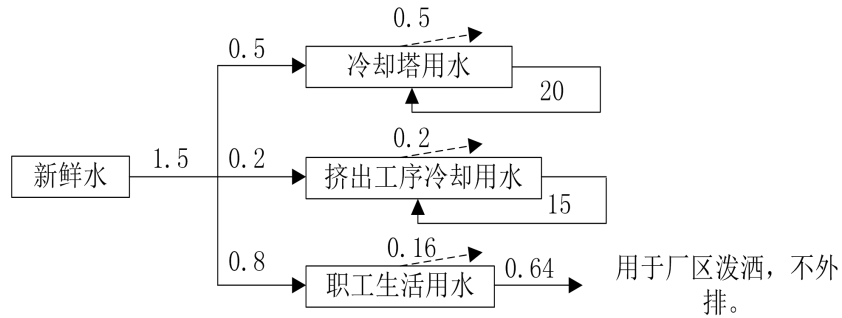 0.5
0.5
冷却塔用水
20
0.2
新鲜水
1.5
0.2
挤出工序冷却用水
15
0.16
0.8
职工生活用水
0.64
用于厂区泼洒，不外
排。